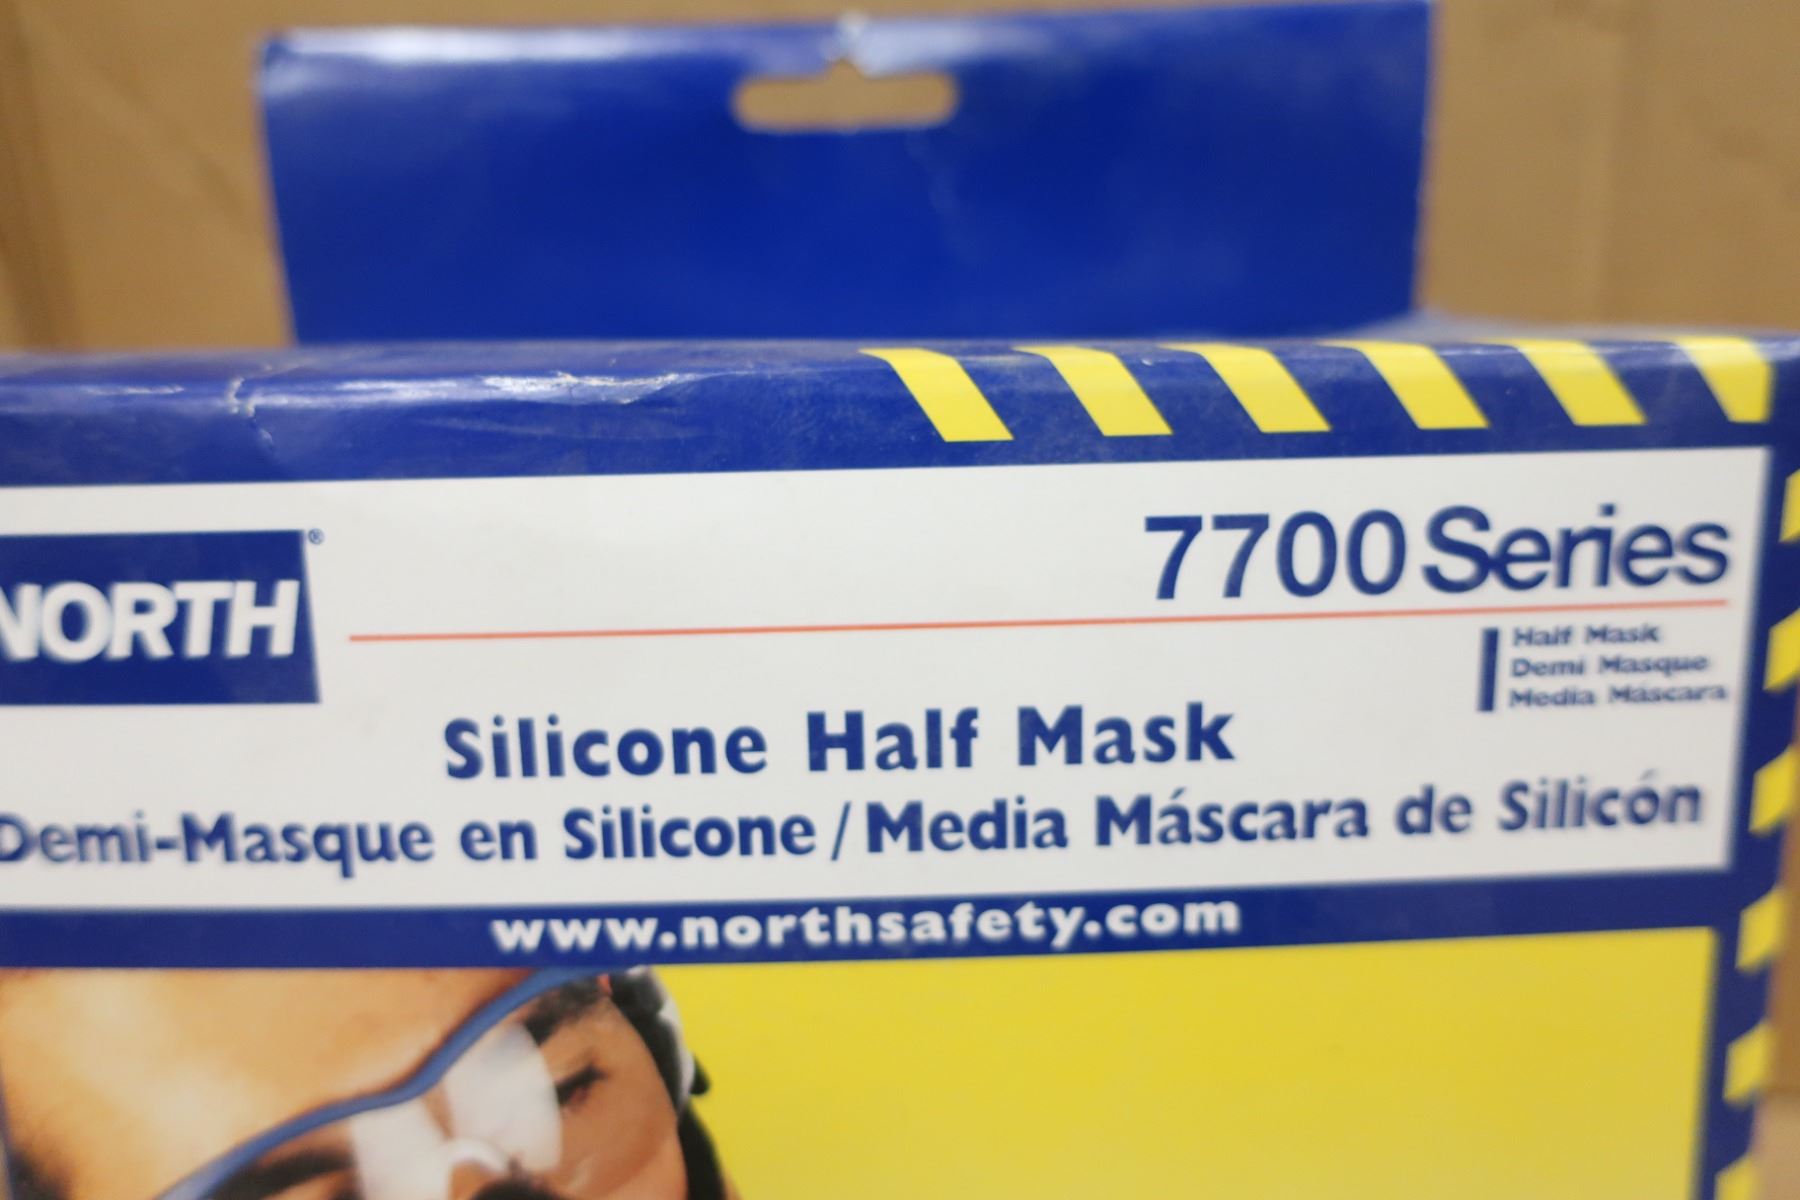 NORTH®
7700 Series
Half Mask
Demi Masque
Media Máscara
Silicone Half Mask
Demi-Masque en Silicone / Media Máscara de Silicón
www.northsafety.com